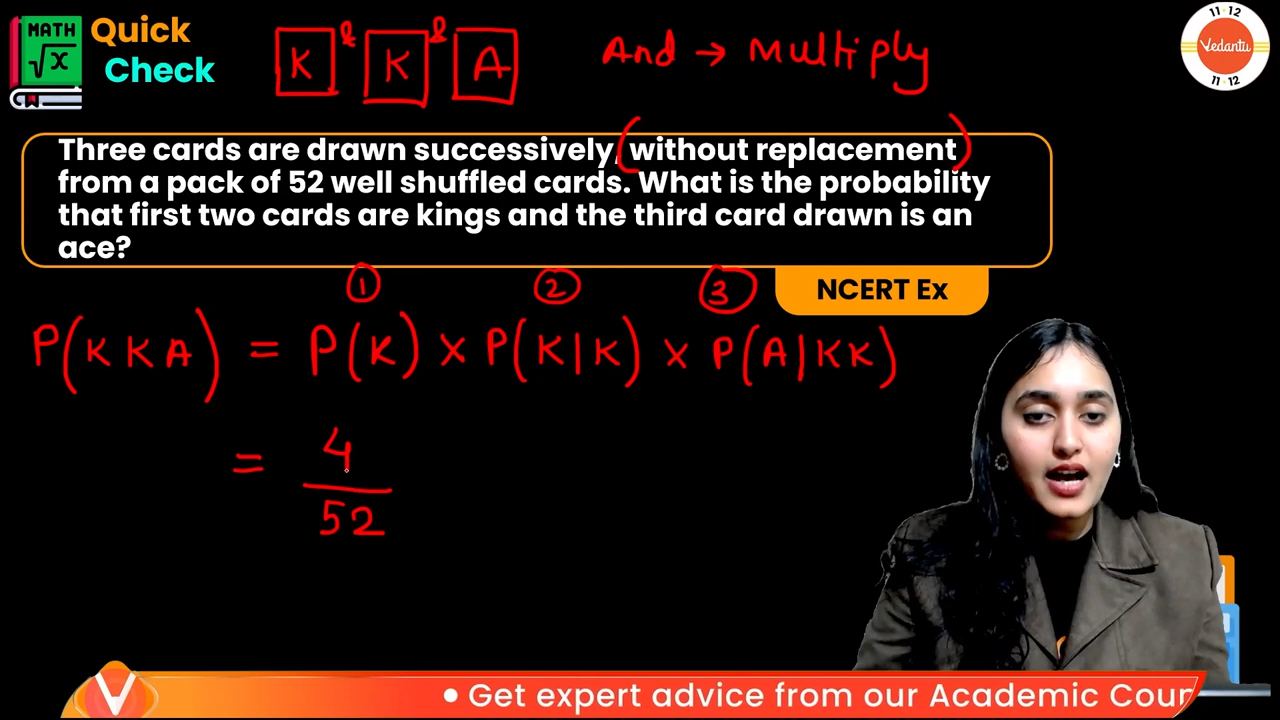 MATH
√x
Quick
Check
K & K & A
And → Multiply
11·12
Vedantu
11·12
Three cards are drawn successively, (without replacement)
from a pack of 52 well shuffled cards. What is the probability
that first two cards are kings and the third card drawn is an
ace?
NCERT Ex
① ② ③
P(KKA) = P(K) × P(K|K) × P(A|KK)
= 4
52
V
• Get expert advice from our Academic Coun